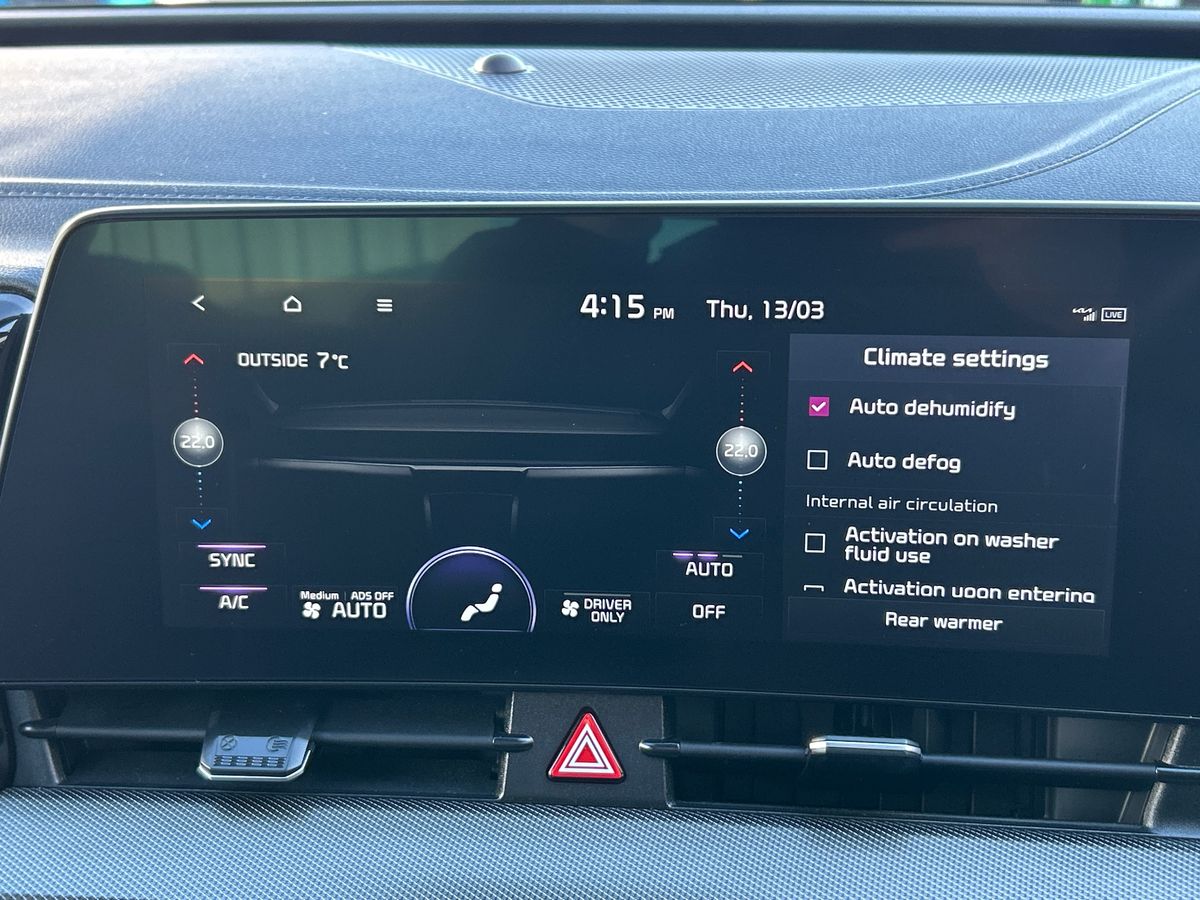 4:15 PM Thu, 13/03
KIA LIVE
OUTSIDE 7°C
22.0
22.0
SYNC
A/C
Medium ADS OFF
AUTO
DRIVER
ONLY
AUTO
OFF
Climate settings
Auto dehumidify
Auto defog
Internal air circulation
Activation on washer
fluid use
Activation upon entering
Rear warmer